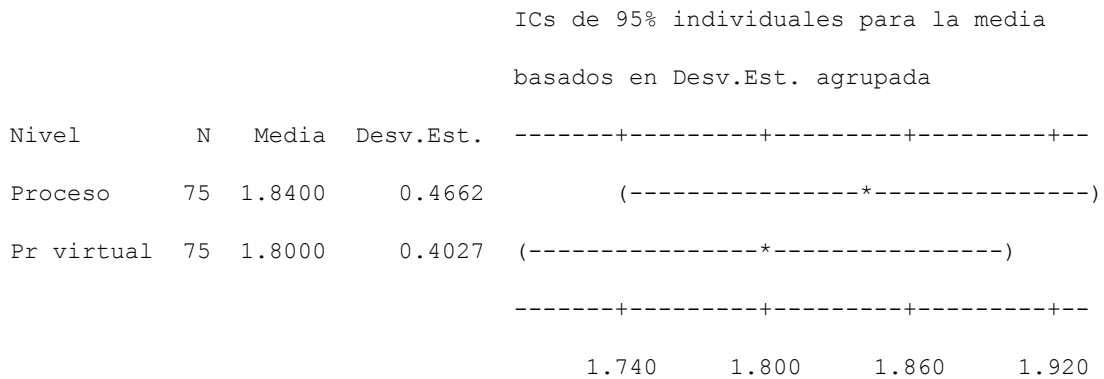 ICs de 95% individuales para la media
basados en Desv.Est. agrupada
Nivel N Media Desv.Est. -------+---------+---------+---------+--
Proceso 75 1.8400 0.4662 (----------------*---------------)
Pr virtual 75 1.8000 0.4027 (----------------*----------------)
-------+---------+---------+---------+--
1.740 1.800 1.860 1.920